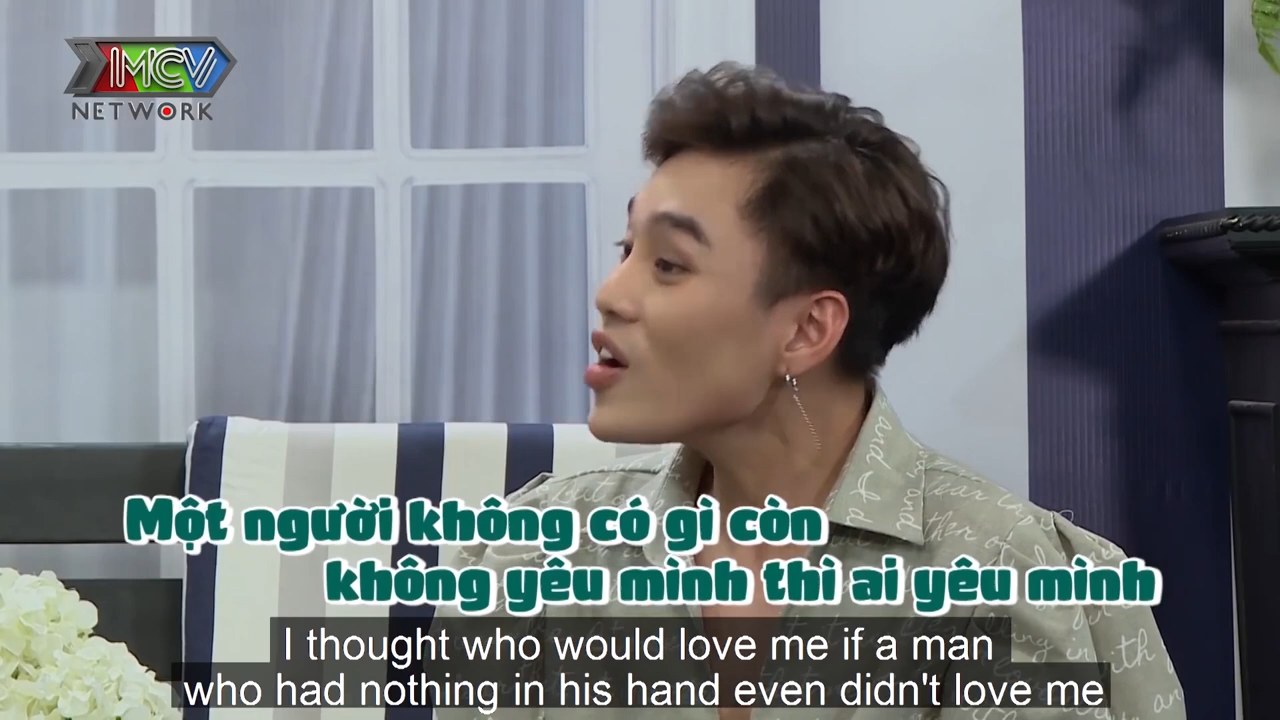 MCV
NETWORK
Một người không có gì còn
không yêu mình thì ai yêu mình
I thought who would love me if a man
who had nothing in his hand even didn't love me